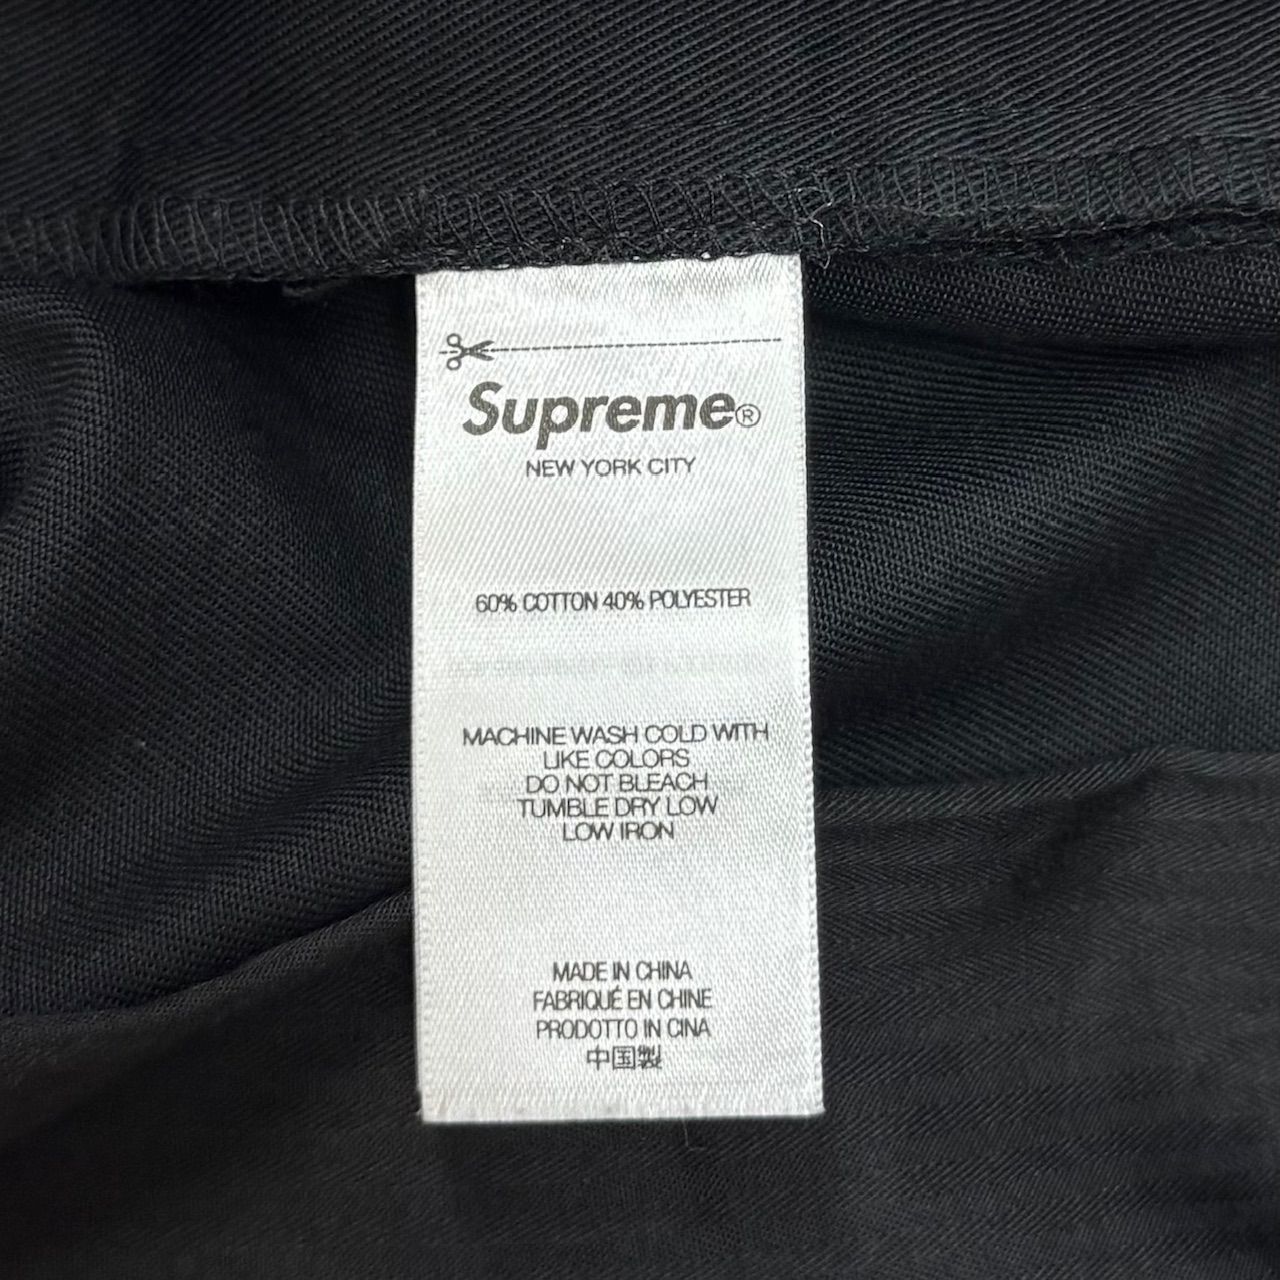 Supreme®
NEW YORK CITY
60% COTTON 40% POLYESTER
MACHINE WASH COLD WITH
LIKE COLORS
DO NOT BLEACH
TUMBLE DRY LOW
LOW IRON
MADE IN CHINA
FABRIQUÉ EN CHINE
PRODOTTO IN CINA
中国製